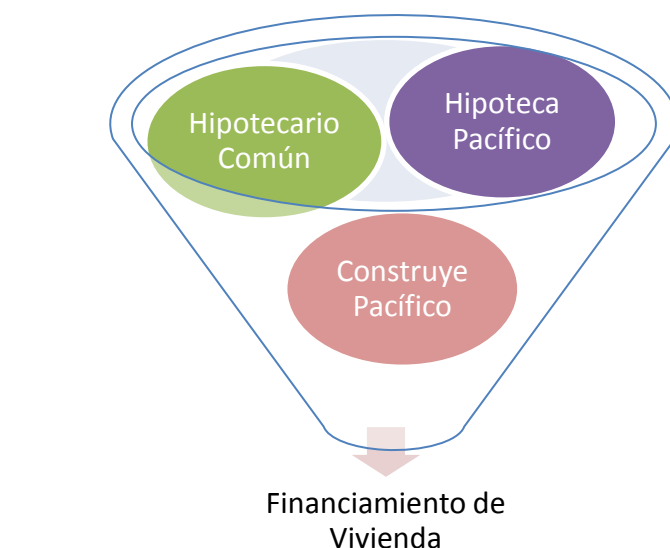 Hipotecario
Común
Hipoteca
Pacífico
Construye
Pacífico
Financiamiento de
Vivienda